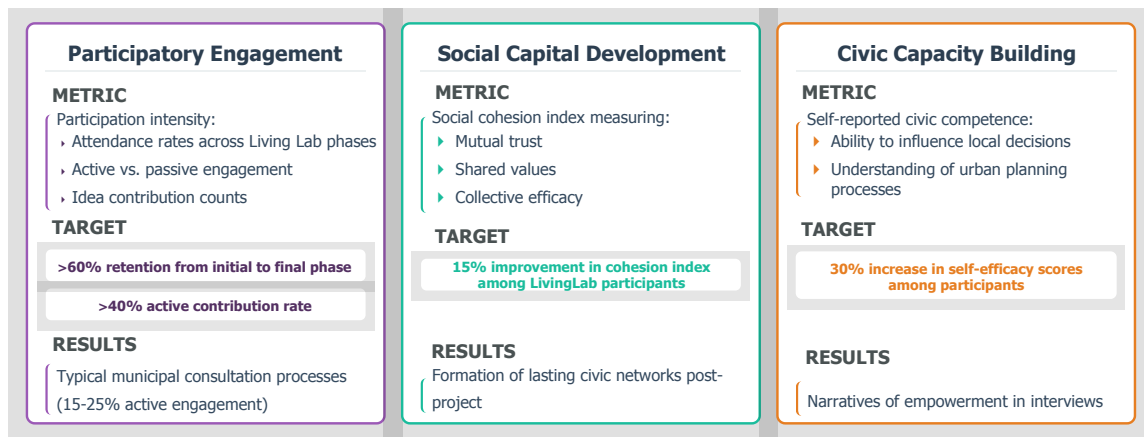 Participatory Engagement
METRIC
Participation intensity:
Attendance rates across Living Lab phases
Active vs. passive engagement
Idea contribution counts
TARGET
>60% retention from initial to final phase
>40% active contribution rate
RESULTS
Typical municipal consultation processes
(15-25% active engagement)
Social Capital Development
METRIC
Social cohesion index measuring:
Mutual trust
Shared values
Collective efficacy
TARGET
15% improvement in cohesion index
among LivingLab participants
RESULTS
Formation of lasting civic networks post-
project
Civic Capacity Building
METRIC
Self-reported civic competence:
Ability to influence local decisions
Understanding of urban planning
processes
TARGET
30% increase in self-efficacy scores
among participants
RESULTS
Narratives of empowerment in interviews